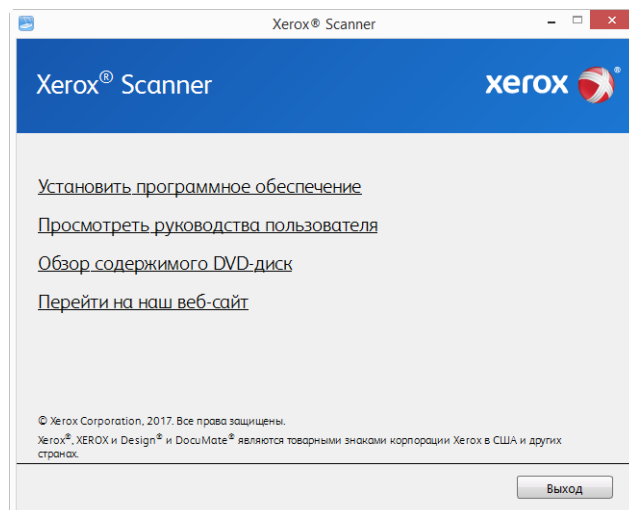 Xerox® Scanner
Xerox® Scanner
xerox ®
Установить программное обеспечение
Просмотреть руководства пользователя
Обзор содержимого DVD-диск
Перейти на наш веб-сайт
© Xerox Corporation, 2017. Все права защищены.
Xerox®, XEROX и Design® и DocuMate® являются товарными знаками корпорации Xerox в США и других
странах.
Выход